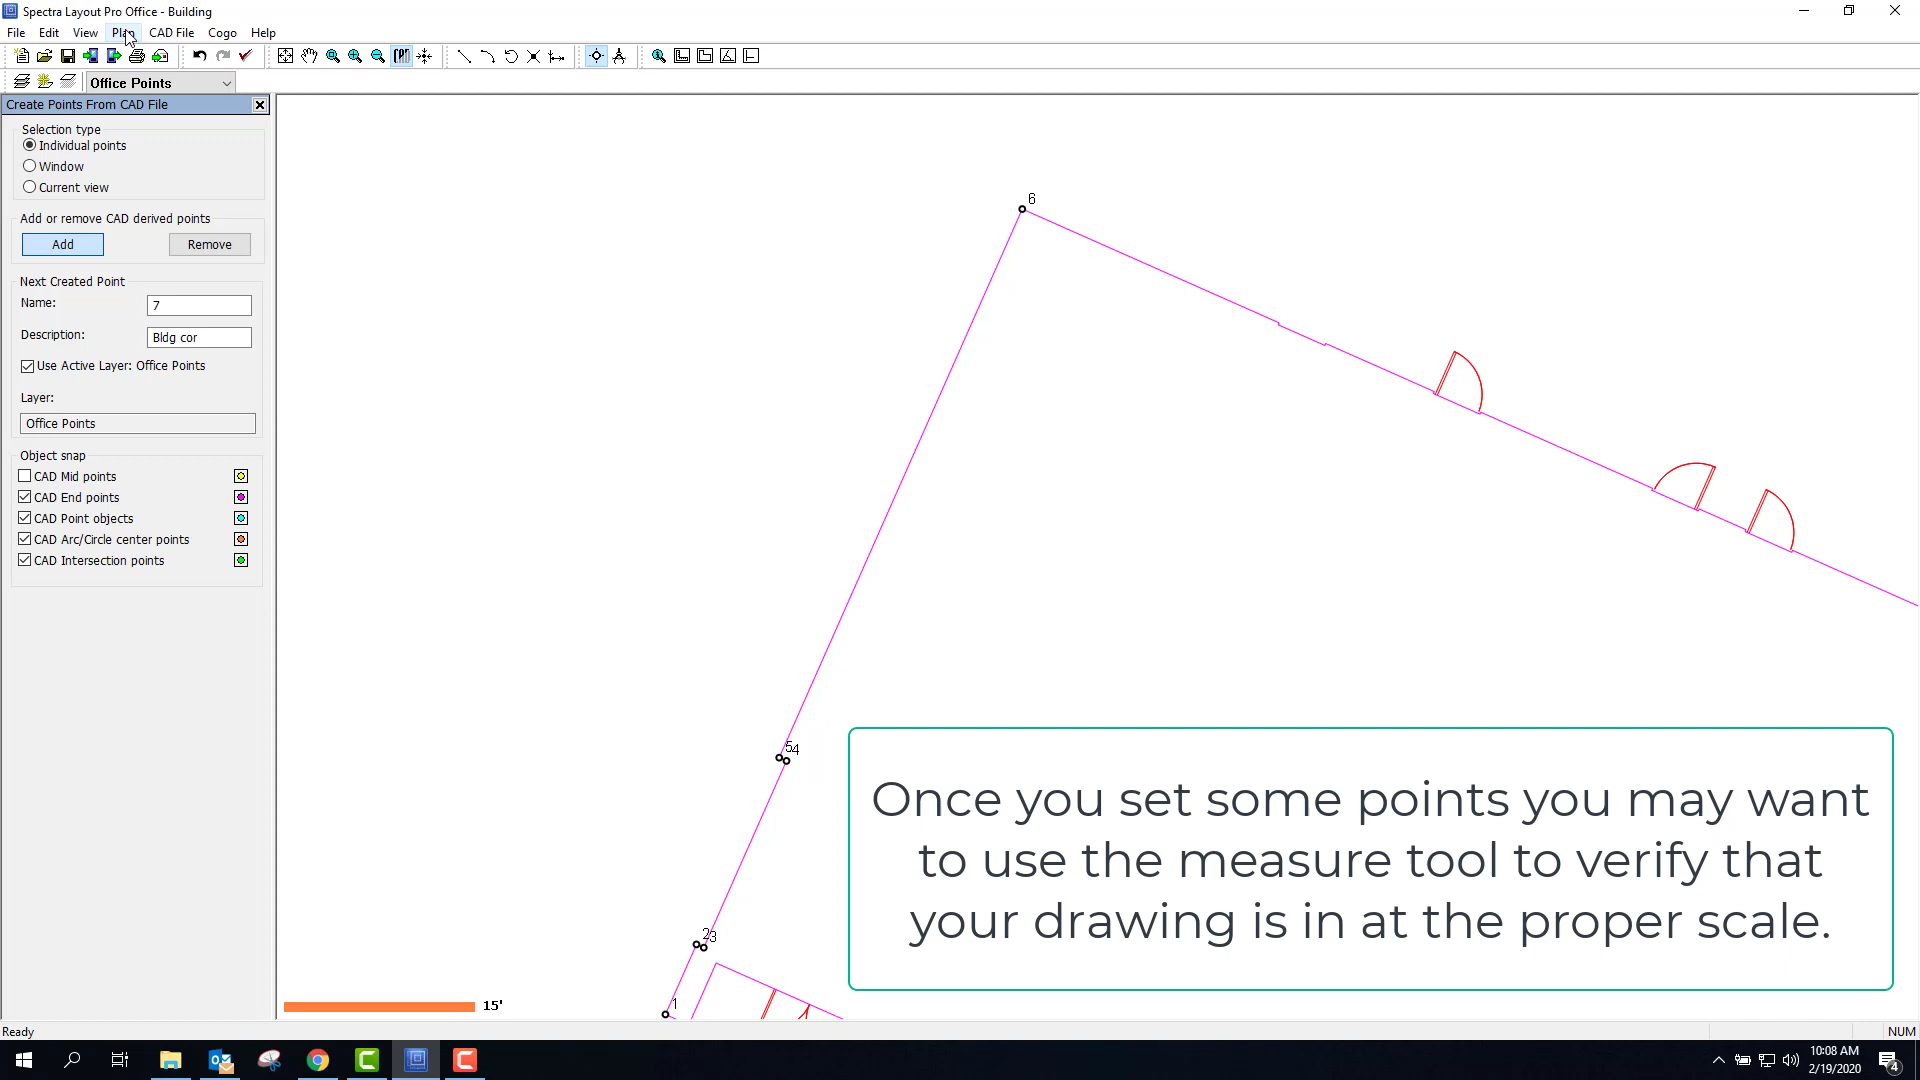 Spectra Layout Pro Office - Building
File Edit View Plan CAD File Cogo Help
Office Points
Create Points From CAD File
Selection type
Individual points
Window
Current view
Add or remove CAD derived points
Add Remove
Next Created Point
Name: 7
Description: Bldg cor
Use Active Layer: Office Points
Layer:
Office Points
Object snap
CAD Mid points
CAD End points
CAD Point objects
CAD Arc/Circle center points
CAD Intersection points
6
54
23
1
15'
Once you set some points you may want
to use the measure tool to verify that
your drawing is in at the proper scale.
Ready
NUM
10:08 AM
2/19/2020
4